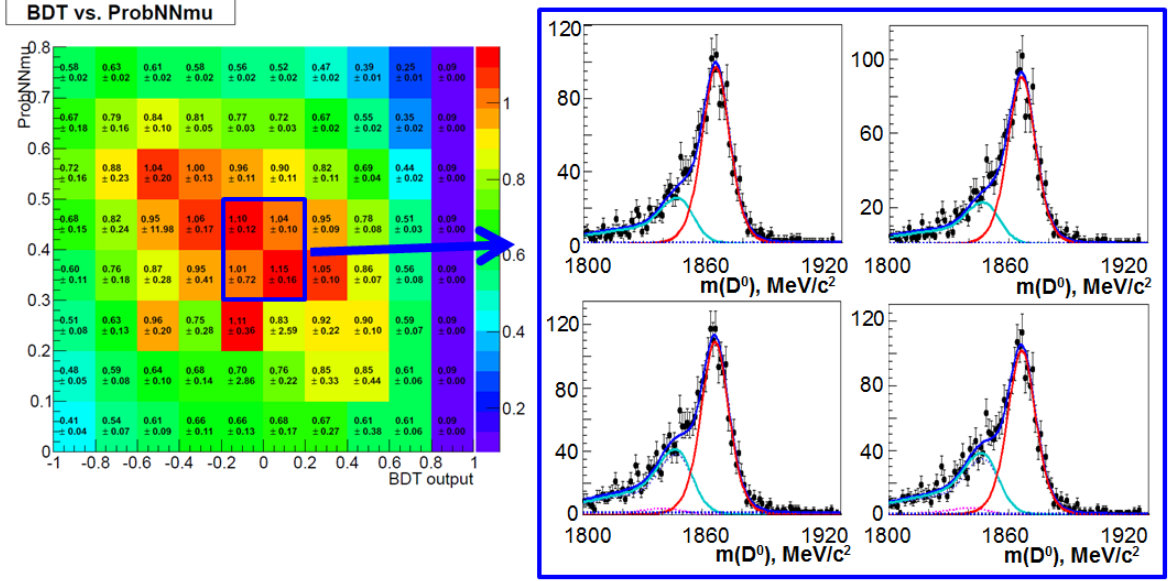 BDT vs. ProbNNmu
ProbNNmu
0.8
0.7
0.6
0.5
0.4
0.3
0.2
0.1
0
0.58 0.63 0.61 0.58 0.56 0.52 0.47 0.39 0.25 0.09
± 0.02 ± 0.02 ± 0.02 ± 0.02 ± 0.02 ± 0.02 ± 0.02 ± 0.01 ± 0.01 ± 0.00
0.67 0.79 0.84 0.81 0.77 0.72 0.67 0.55 0.35 0.09
± 0.18 ± 0.16 ± 0.10 ± 0.05 ± 0.03 ± 0.03 ± 0.02 ± 0.02 ± 0.02 ± 0.00
0.72 0.88 1.04 1.00 0.96 0.90 0.82 0.69 0.44 0.09
± 0.16 ± 0.23 ± 0.20 ± 0.13 ± 0.11 ± 0.11 ± 0.11 ± 0.04 ± 0.02 ± 0.00
0.68 0.82 0.95 1.06 1.10 1.04 0.95 0.78 0.51 0.09
± 0.15 ± 0.24 ± 11.98 ± 0.17 ± 0.12 ± 0.10 ± 0.09 ± 0.08 ± 0.03 ± 0.00
0.60 0.76 0.87 0.95 1.01 1.15 1.05 0.86 0.56 0.09
± 0.11 ± 0.18 ± 0.28 ± 0.41 ± 0.72 ± 0.16 ± 0.10 ± 0.07 ± 0.08 ± 0.00
0.51 0.63 0.96 0.75 1.11 0.83 0.92 0.90 0.59 0.09
± 0.08 ± 0.13 ± 0.20 ± 0.28 ± 0.36 ± 2.59 ± 0.22 ± 0.10 ± 0.07 ± 0.00
0.48 0.59 0.64 0.68 0.70 0.76 0.85 0.85 0.61 0.09
± 0.05 ± 0.08 ± 0.10 ± 0.14 ± 2.86 ± 0.22 ± 0.33 ± 0.44 ± 0.06 ± 0.00
0.41 0.54 0.61 0.66 0.66 0.68 0.67 0.61 0.61 0.09
± 0.04 ± 0.07 ± 0.09 ± 0.11 ± 0.13 ± 0.17 ± 0.27 ± 0.38 ± 0.06 ± 0.00
-1 -0.8 -0.6 -0.4 -0.2 0 0.2 0.4 0.6 0.8 1
BDT output
1
0.8
0.6
0.4
0.2
120
80
40
0
1800 1860 1920
m(D⁰), MeV/c²
100
60
20
1800 1860 1920
m(D⁰), MeV/c²
120
80
40
0
1800 1860 1920
m(D⁰), MeV/c²
120
80
40
0
1800 1860 1920
m(D⁰), MeV/c²